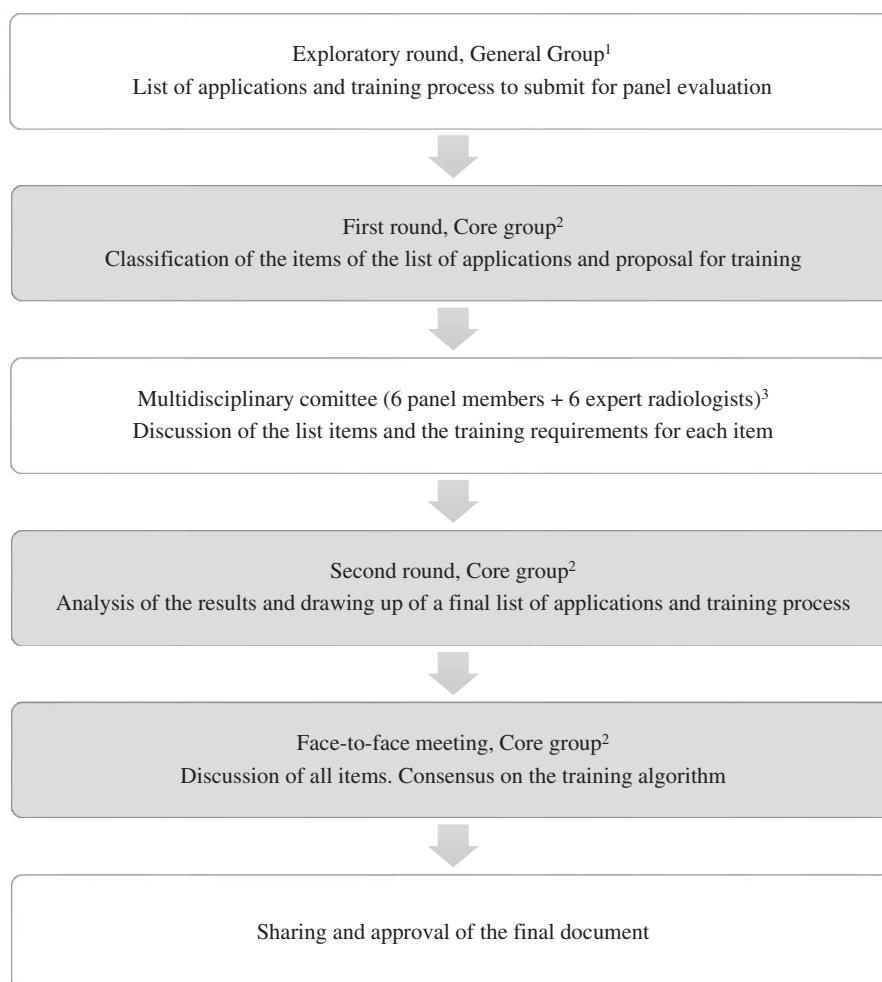 Exploratory round, General Group¹
List of applications and training process to submit for panel evaluation
First round, Core group²
Classification of the items of the list of applications and proposal for training
Multidisciplinary comittee (6 panel members + 6 expert radiologists)³
Discussion of the list items and the training requirements for each item
Second round, Core group²
Analysis of the results and drawing up of a final list of applications and training process
Face-to-face meeting, Core group²
Discussion of all items. Consensus on the training algorithm
Sharing and approval of the final document